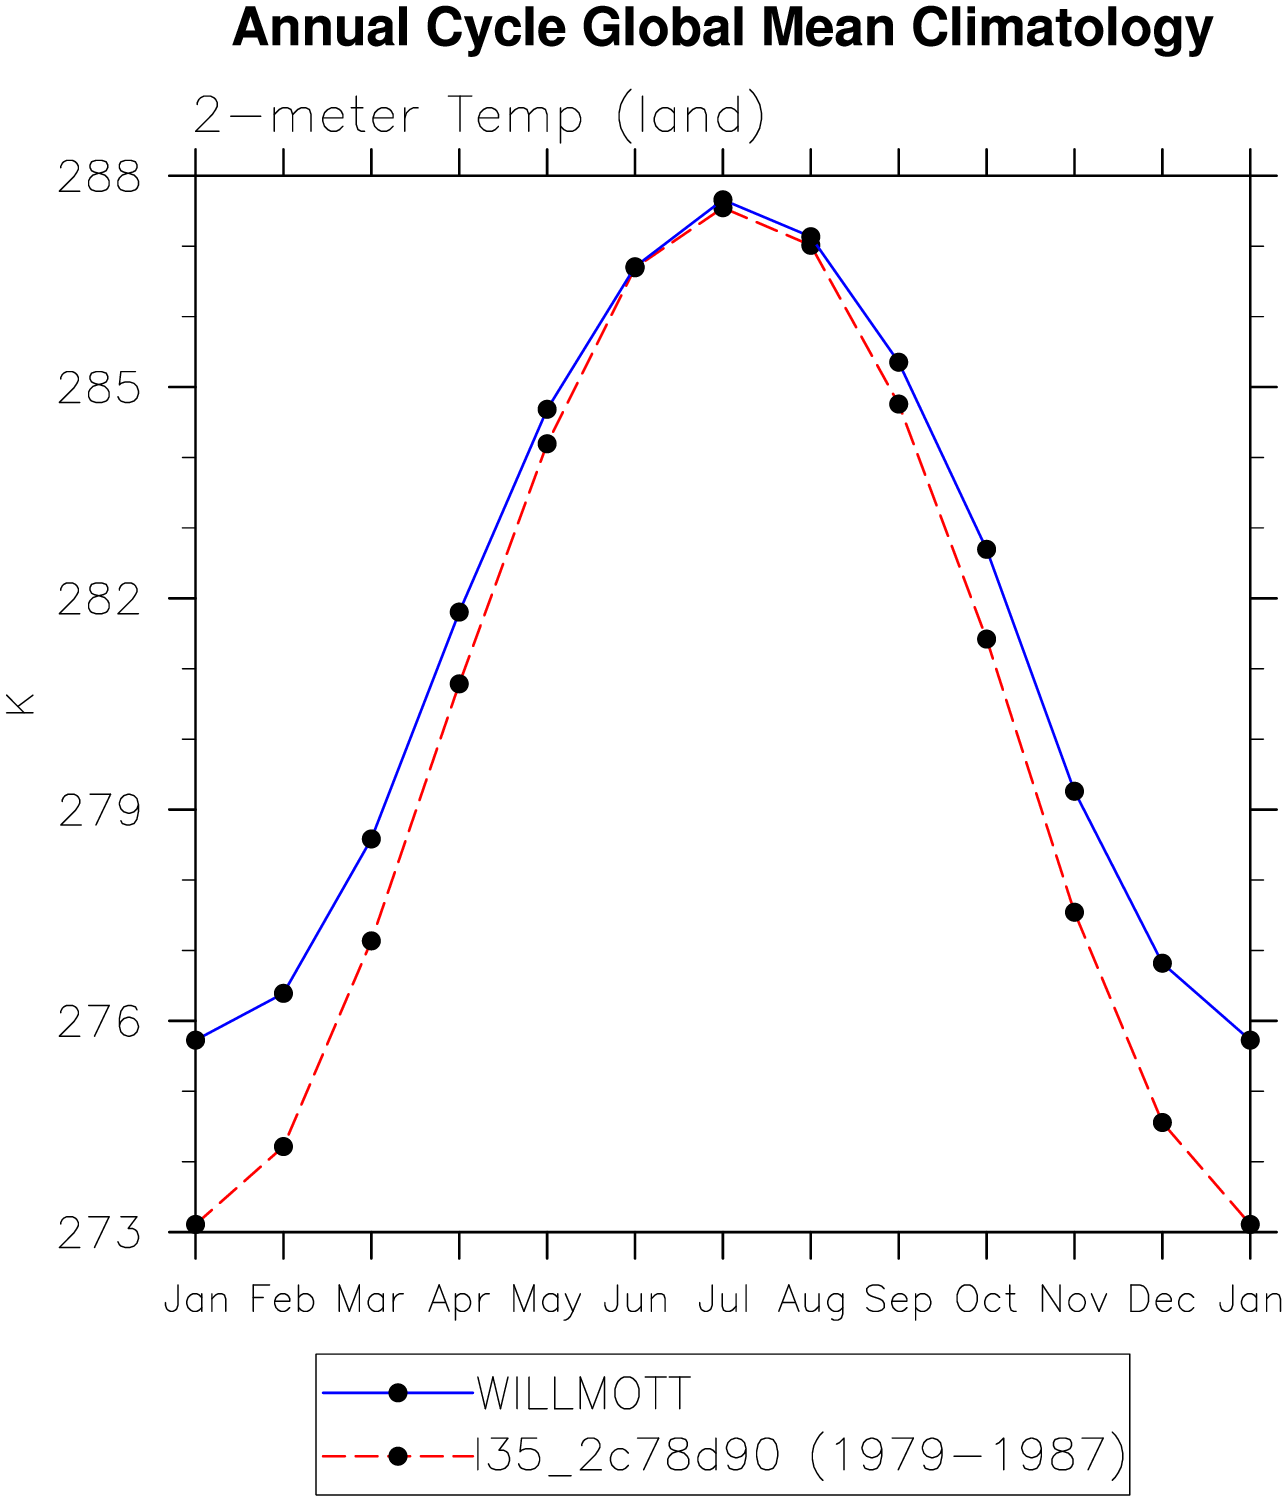 Annual Cycle Global Mean Climatology
2-meter Temp (land)
288
285
282
K
279
276
273
Jan Feb Mar Apr May Jun Jul Aug Sep Oct Nov Dec Jan
WILLMOTT
I35_2c78d90 (1979-1987)